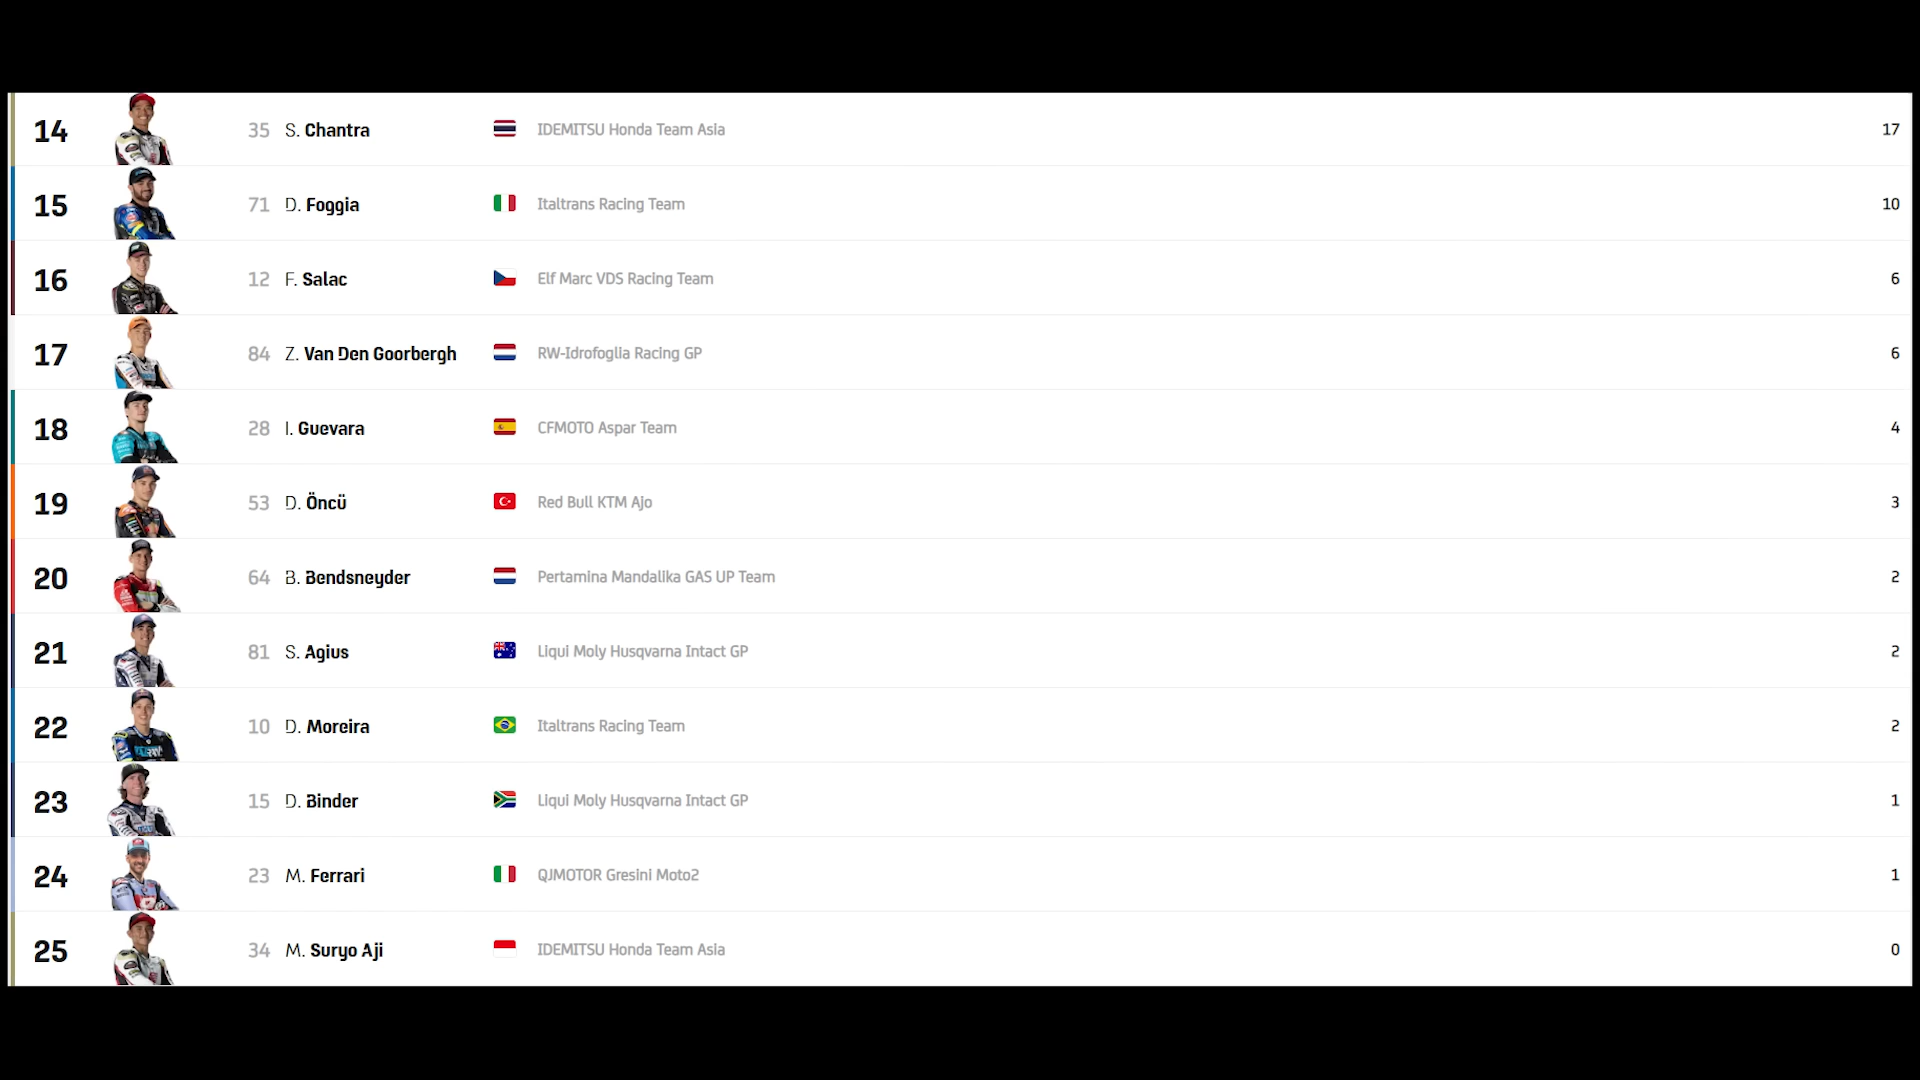 14 35 S. Chantra IDEMITSU Honda Team Asia 17
15 71 D. Foggia Italtrans Racing Team 10
16 12 F. Salac Elf Marc VDS Racing Team 6
17 84 Z. Van Den Goorbergh RW-Idrofoglia Racing GP 6
18 28 I. Guevara CFMOTO Aspar Team 4
19 53 D. Öncü Red Bull KTM Ajo 3
20 64 B. Bendsneyder Pertamina Mandalika GAS UP Team 2
21 81 S. Agius Liqui Moly Husqvarna Intact GP 2
22 10 D. Moreira Italtrans Racing Team 2
23 15 D. Binder Liqui Moly Husqvarna Intact GP 1
24 23 M. Ferrari QJMOTOR Gresini Moto2 1
25 34 M. Suryo Aji IDEMITSU Honda Team Asia 0